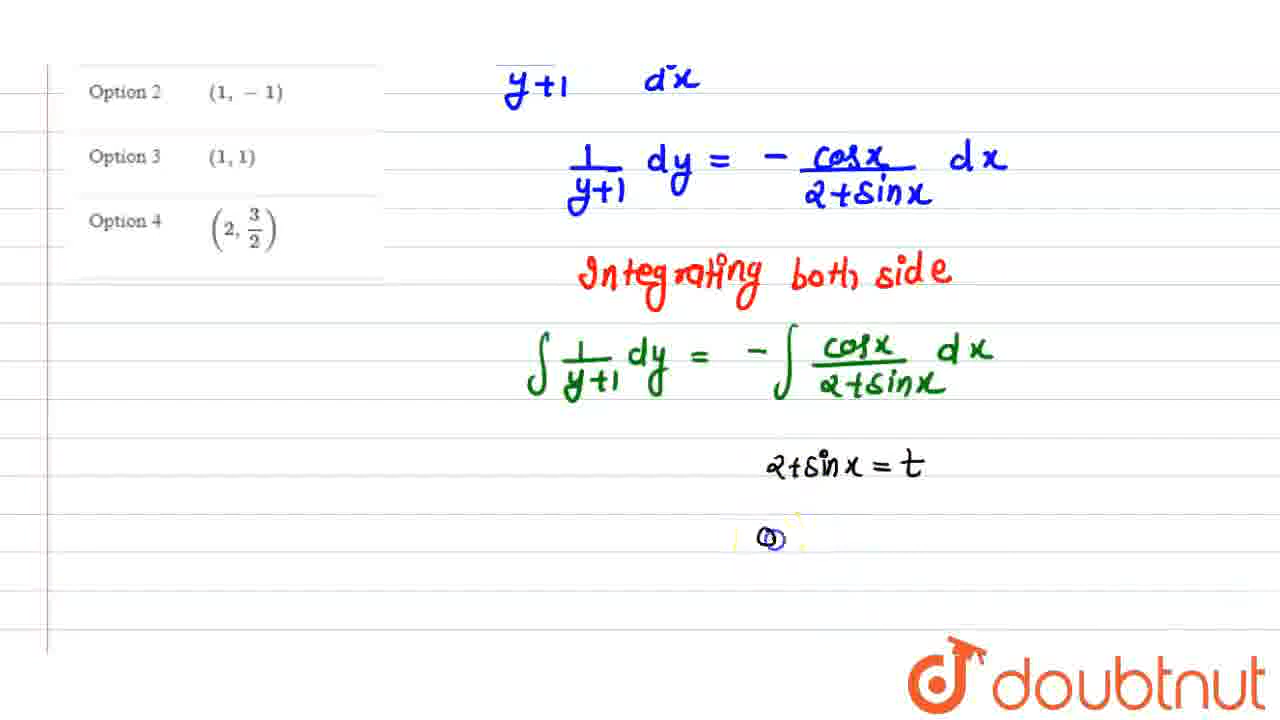 Option 2 (1, − 1)
Option 3 (1, 1)
Option 4 (2, 3/2)
y+1 dx
1/(y+1) dy = - cosx/(2+sinx) dx
Integrating both side
∫ 1/(y+1) dy = - ∫ cosx/(2+sinx) dx
2+sinx = t
0
doubtnut